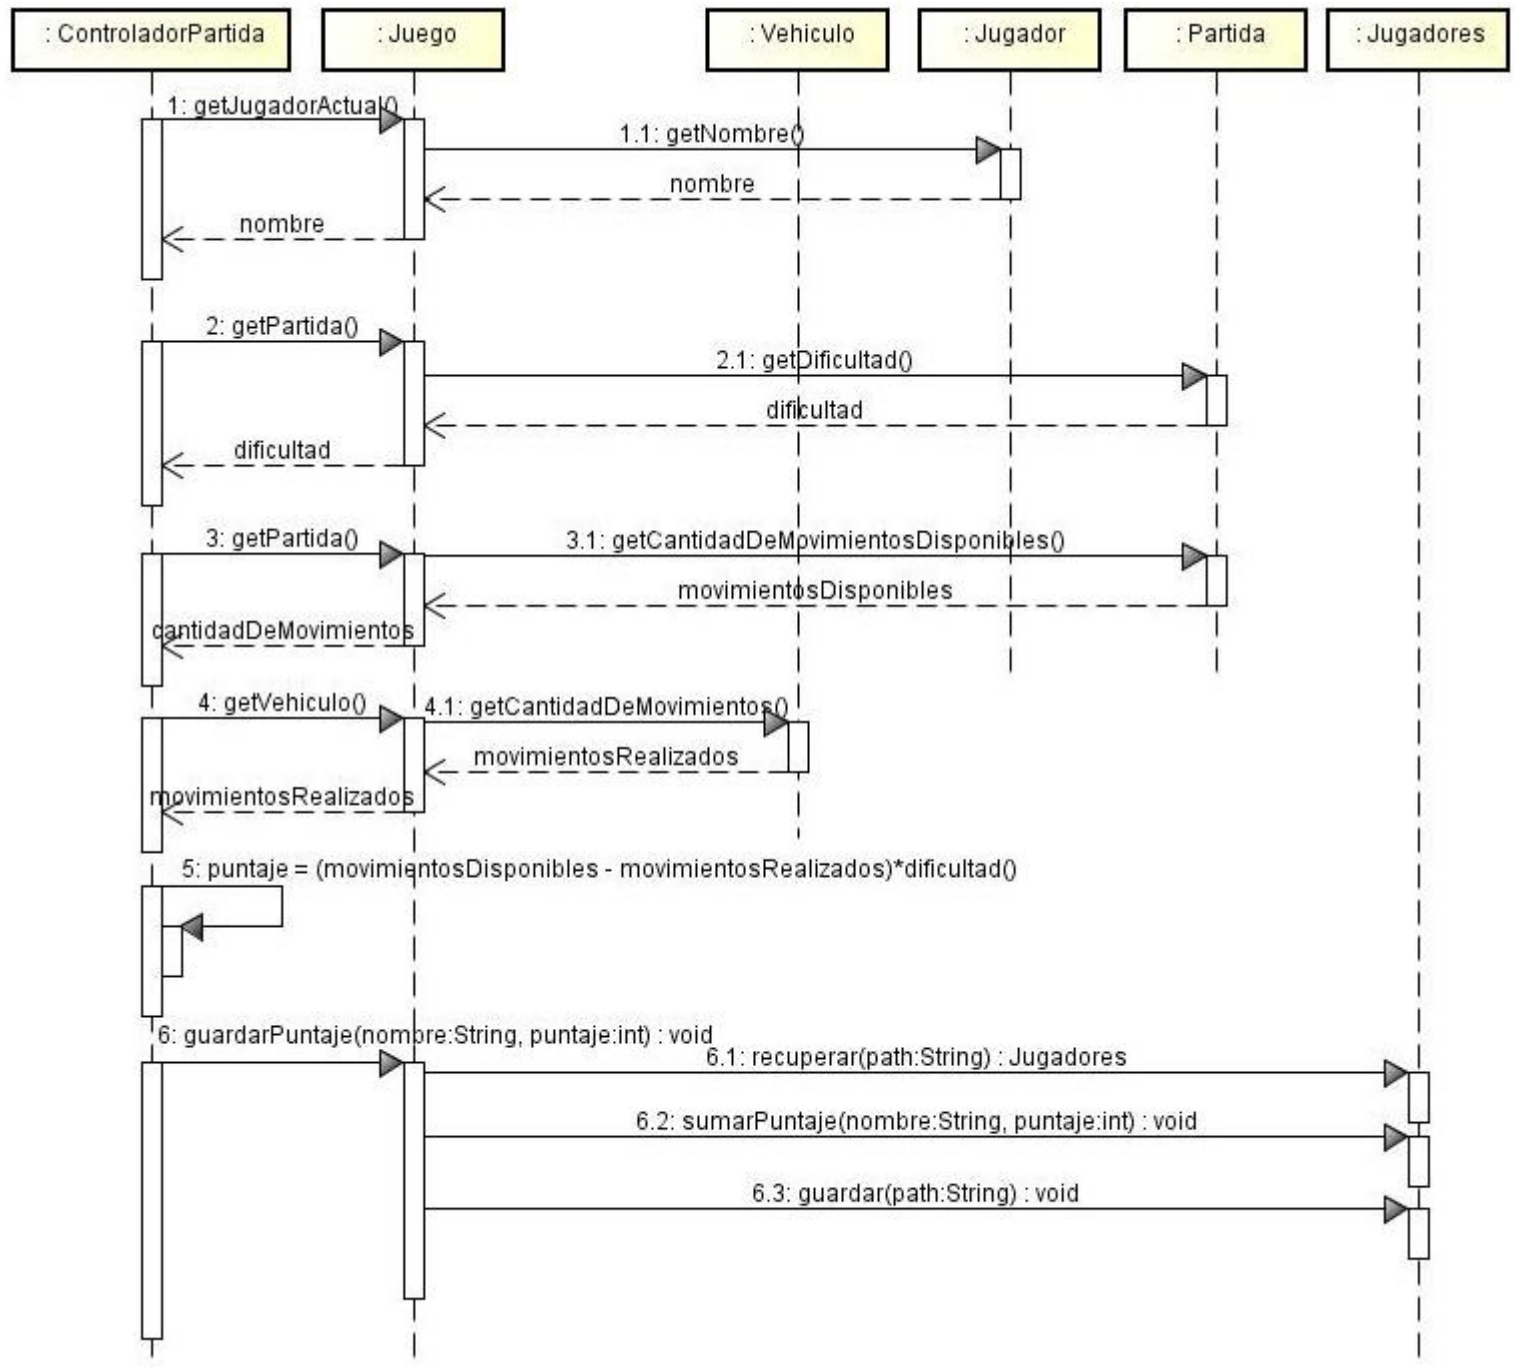 : ControladorPartida
: Juego
: Vehiculo
: Jugador
: Partida
: Jugadores
1: getJugadorActual()
1.1: getNombre()
nombre
nombre
2: getPartida()
2.1: getDificultad()
dificultad
dificultad
3: getPartida()
3.1: getCantidadDeMovimientosDisponibles()
movimientosDisponibles
cantidadDeMovimientos
4: getVehiculo()
4.1: getCantidadDeMovimientos()
movimientosRealizados
movimientosRealizados
5: puntaje = (movimientosDisponibles - movimientosRealizados)*dificultad()
6: guardarPuntaje(nombre:String, puntaje:int) : void
6.1: recuperar(path:String) : Jugadores
6.2: sumarPuntaje(nombre:String, puntaje:int) : void
6.3: guardar(path:String) : void